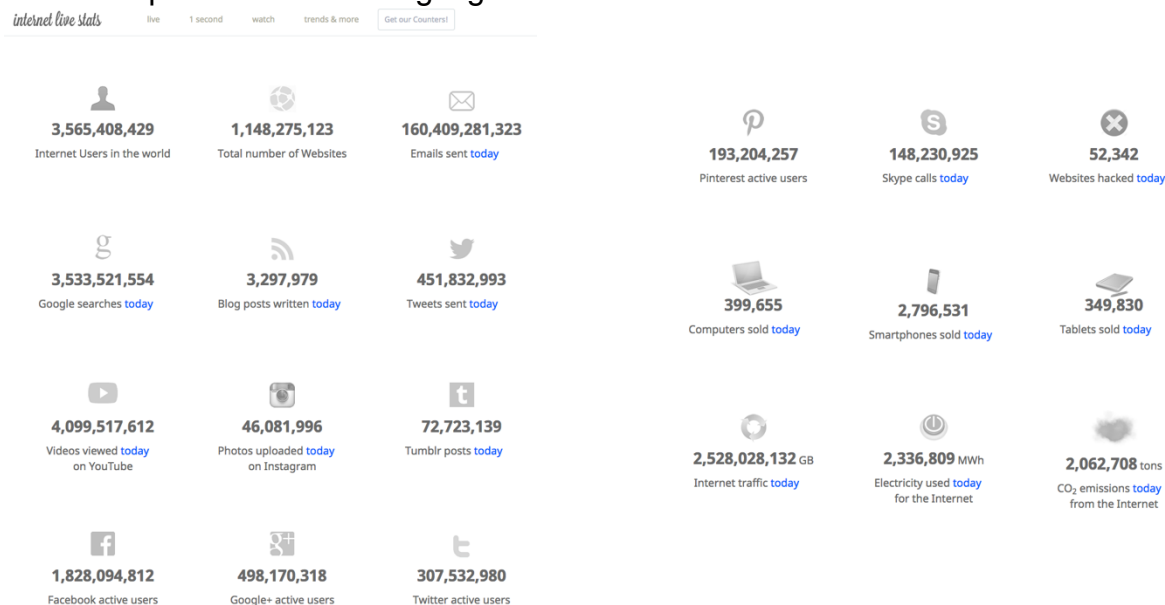 internet live stats live 1 second watch trends & more Get our Counters!
3,565,408,429
Internet Users in the world
1,148,275,123
Total number of Websites
160,409,281,323
Emails sent today
3,533,521,554
Google searches today
3,297,979
Blog posts written today
451,832,993
Tweets sent today
4,099,517,612
Videos viewed today
on YouTube
46,081,996
Photos uploaded today
on Instagram
72,723,139
Tumblr posts today
1,828,094,812
Facebook active users
498,170,318
Google+ active users
307,532,980
Twitter active users
193,204,257
Pinterest active users
148,230,925
Skype calls today
52,342
Websites hacked today
399,655
Computers sold today
2,796,531
Smartphones sold today
349,830
Tablets sold today
2,528,028,132 GB
Internet traffic today
2,336,809 MWh
Electricity used today
for the Internet
2,062,708 tons
CO₂ emissions today
from the Internet